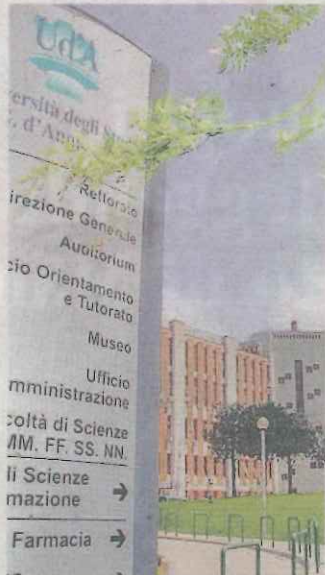 UdA
ersità degli Stu
G. d'Ann
Rettorato
irezione Generale
Auditorium
cio Orientamento
e Tutorato
Museo
Ufficio
mministrazione
coltà di Scienze
MM. FF. SS. NN.
li Scienze
mazione →
Farmacia →